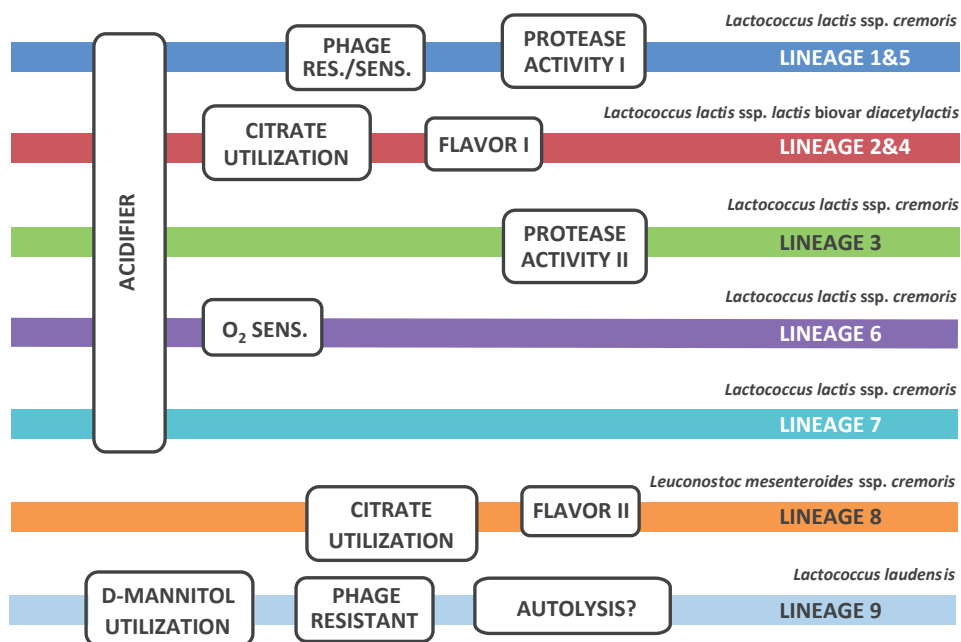 Lactococcus lactis ssp. cremoris
PHAGE
RES./SENS.
PROTEASE
ACTIVITY I
LINEAGE 1&5
Lactococcus lactis ssp. lactis biovar diacetylactis
CITRATE
UTILIZATION
FLAVOR I
LINEAGE 2&4
ACIDIFIER
Lactococcus lactis ssp. cremoris
PROTEASE
ACTIVITY II
LINEAGE 3
Lactococcus lactis ssp. cremoris
O₂ SENS.
LINEAGE 6
Lactococcus lactis ssp. cremoris
LINEAGE 7
Leuconostoc mesenteroides ssp. cremoris
CITRATE
UTILIZATION
FLAVOR II
LINEAGE 8
Lactococcus laudensis
D-MANNITOL
UTILIZATION
PHAGE
RESISTANT
AUTOLYSIS?
LINEAGE 9